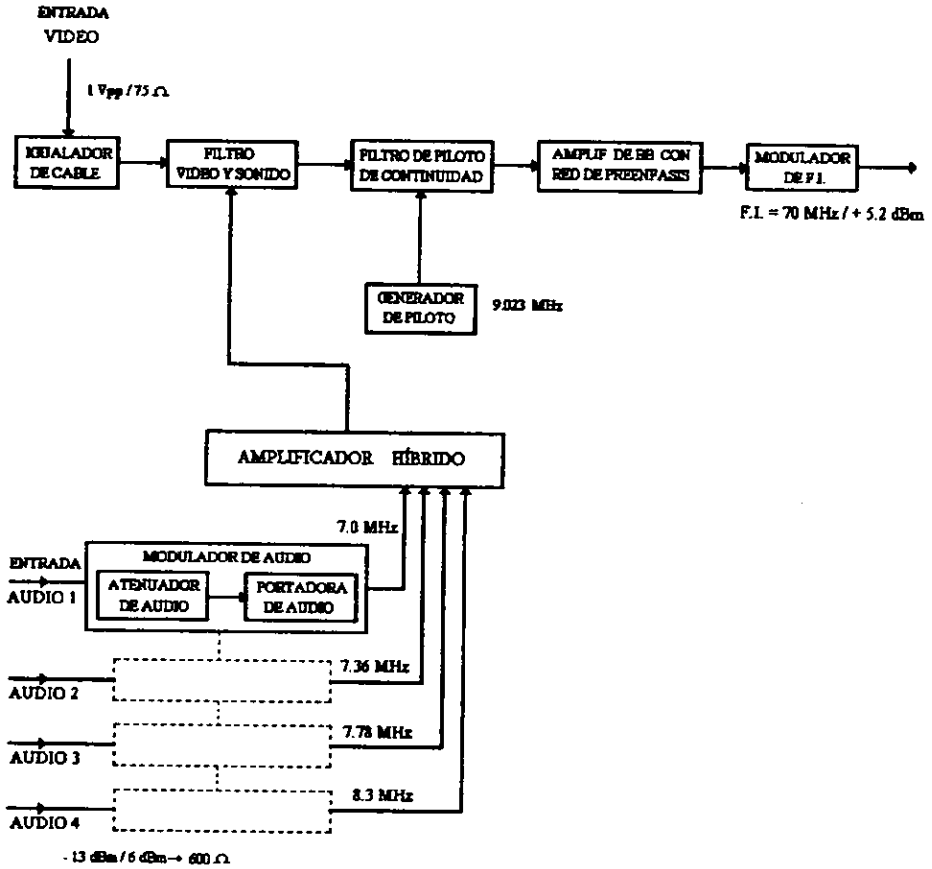 ENTRADA
VIDEO
1 Vpp / 75 Ω
IGUALADOR
DE CABLE
FILTRO
VIDEO Y SONIDO
FILTRO DE PILOTO
DE CONTINUIDAD
AMPLIF DE BB CON
RED DE PREENFASIS
MODULADOR
DE F.I.
F.I. = 70 MHz / + 5.2 dBm
GENERADOR
DE PILOTO
9.023 MHz
AMPLIFICADOR HÍBRIDO
7.0 MHz
ENTRADA
AUDIO 1
MODULADOR DE AUDIO
ATENUADOR
DE AUDIO
PORTADORA
DE AUDIO
7.36 MHz
AUDIO 2
7.78 MHz
AUDIO 3
8.3 MHz
AUDIO 4
- 13 dBm / 6 dBm → 600 Ω